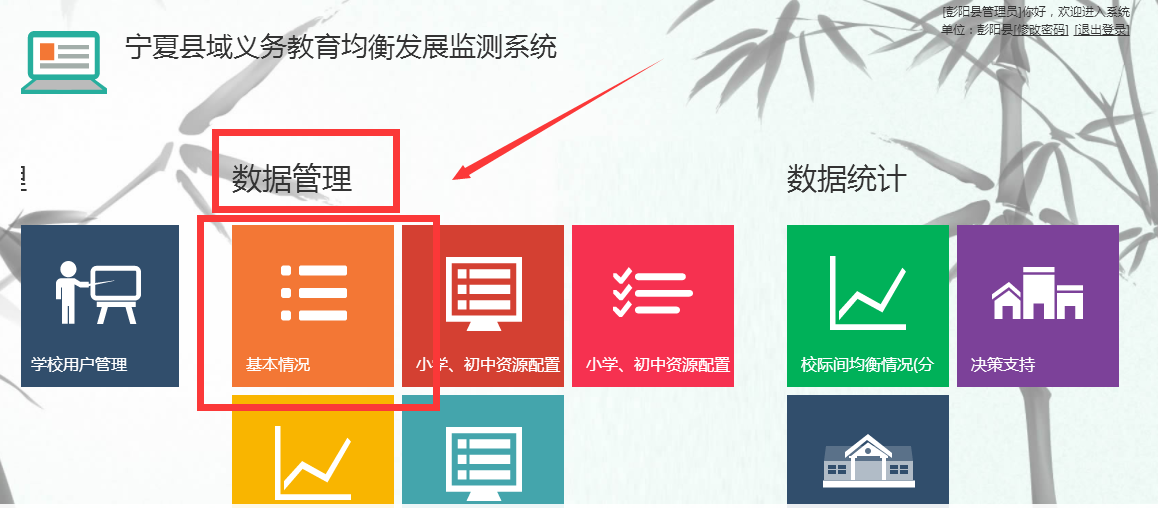 [彭阳县管理员]你好，欢迎进入系统
单位：彭阳县[修改密码] [退出登录]
宁夏县域义务教育均衡发展监测系统
理
数据管理
数据统计
学校用户管理
基本情况
小学、初中资源配置
小学、初中资源配置
校际间均衡情况(分
决策支持